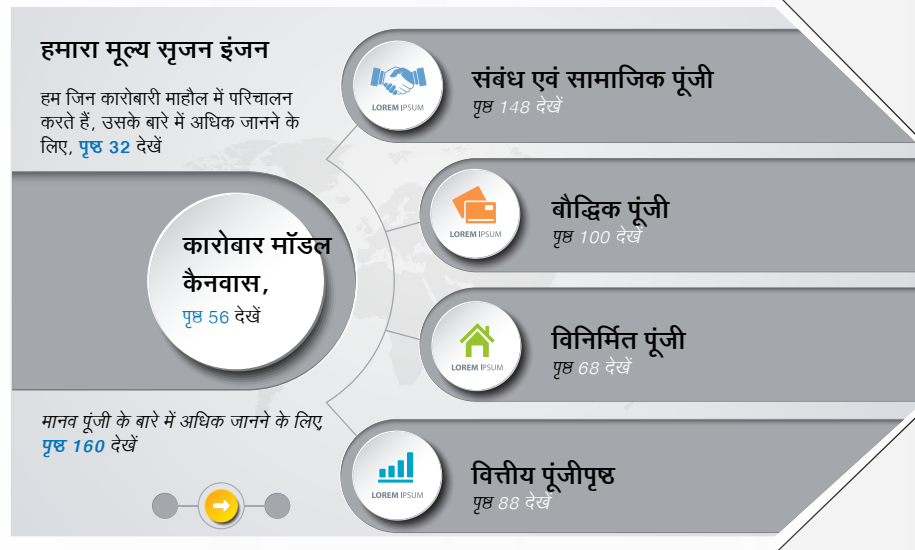 हमारा मूल्य सृजन इंजन
हम जिन कारोबारी माहौल में परिचालन
करते हैं, उसके बारे में अधिक जानने के
लिए, पृष्ठ 32 देखें
कारोबार मॉडल
कैनवास,
पृष्ठ 56 देखें
मानव पूंजी के बारे में अधिक जानने के लिए,
पृष्ठ 160 देखें
LOREM IPSUM
संबंध एवं सामाजिक पूंजी
पृष्ठ 148 देखें
LOREM IPSUM
बौद्धिक पूंजी
पृष्ठ 100 देखें
LOREM IPSUM
विनिर्मित पूंजी
पृष्ठ 68 देखें
LOREM IPSUM
वित्तीय पूंजीपृष्ठ
पृष्ठ 88 देखें